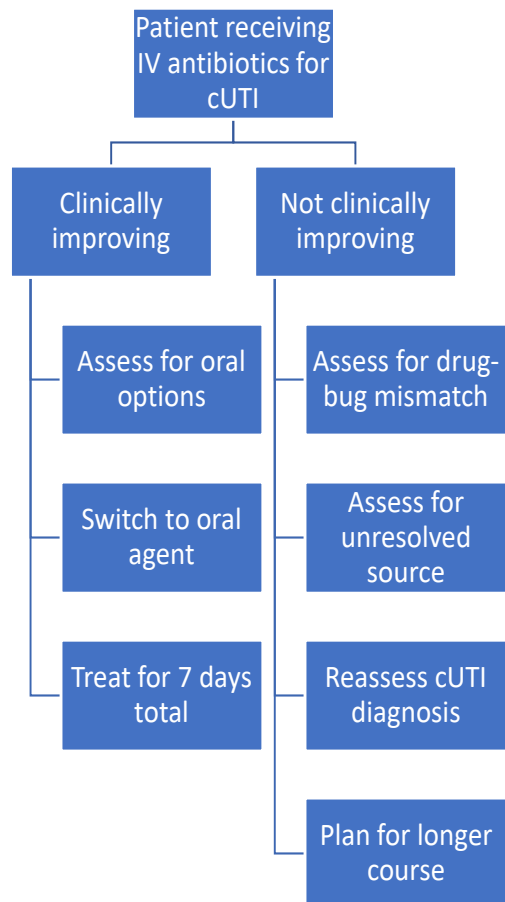 Patient receiving
IV antibiotics for
cUTI
Clinically
improving
Not clinically
improving
Assess for oral
options
Assess for drug-
bug mismatch
Switch to oral
agent
Assess for
unresolved
source
Treat for 7 days
total
Reassess cUTI
diagnosis
Plan for longer
course